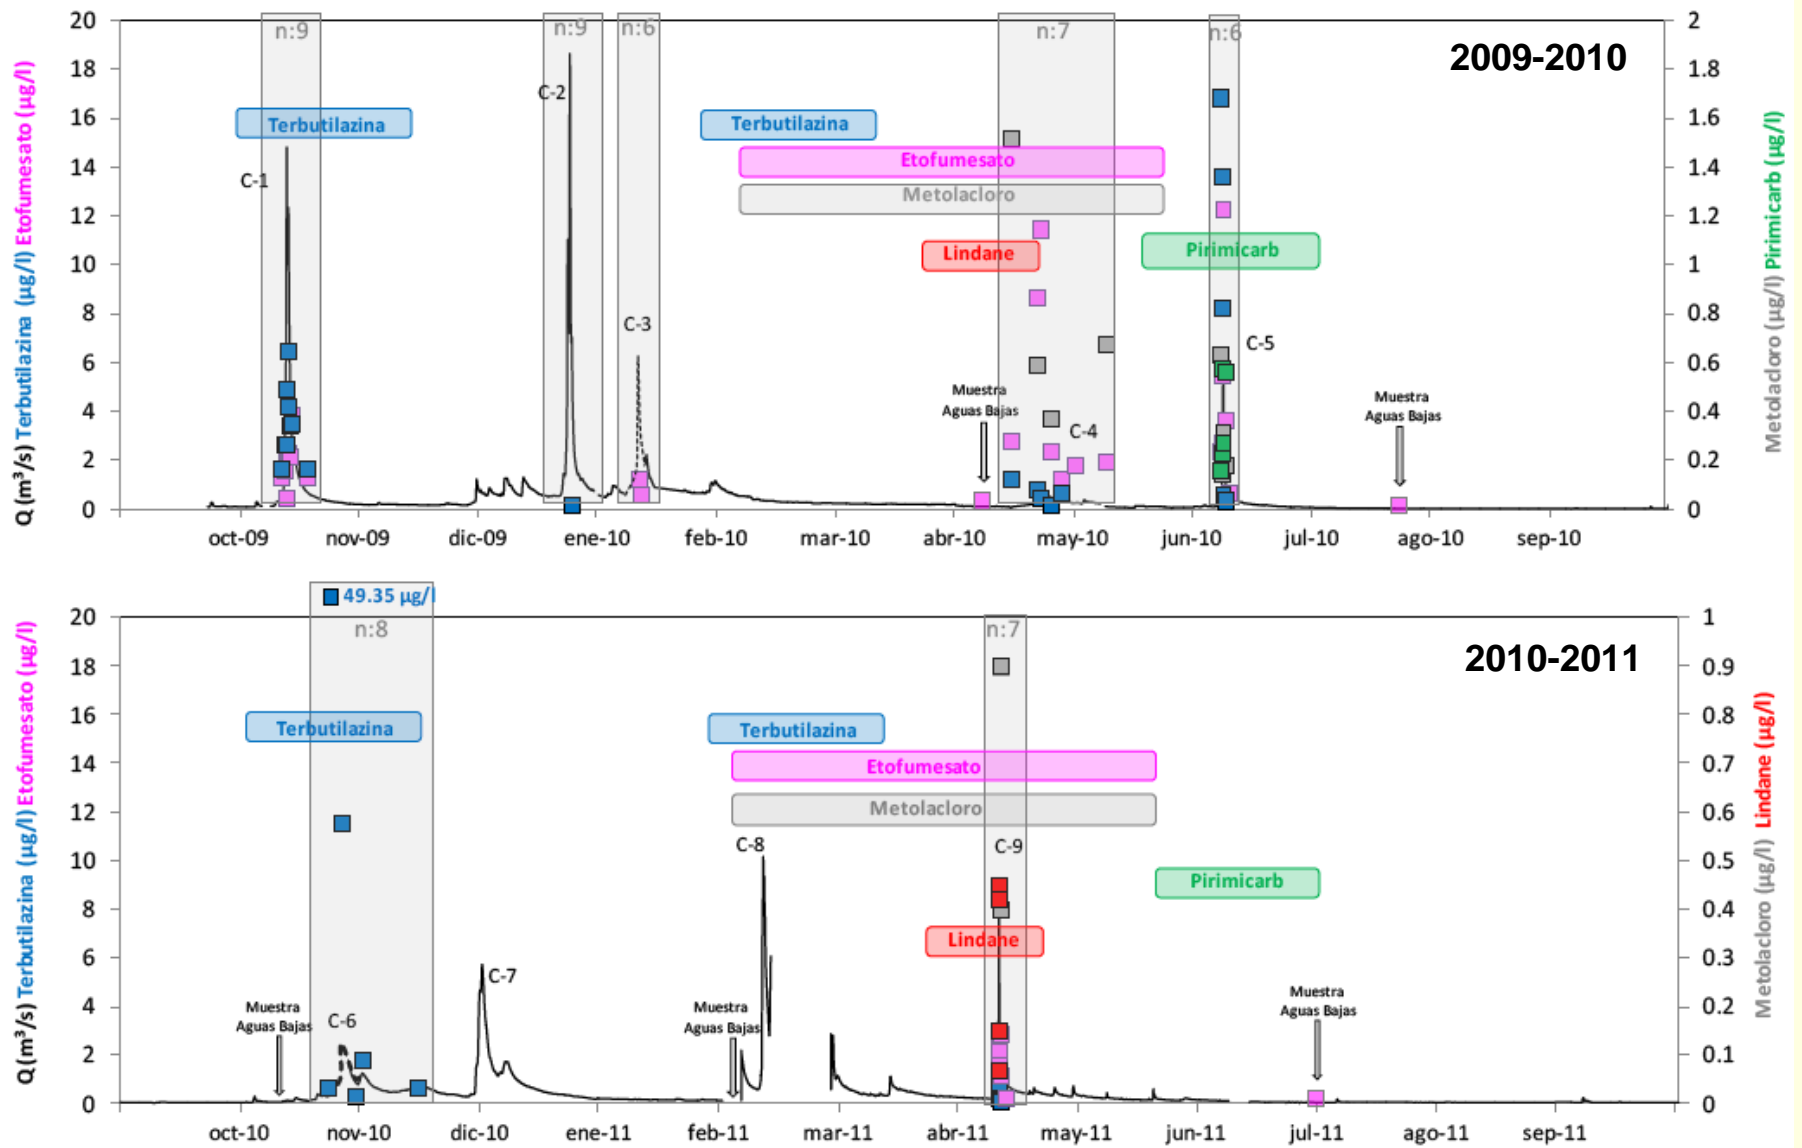 2009-2010
Q (m³/s) Terbutilazina (µg/l) Etofumesato (µg/l)
20
18
16
14
12
10
8
6
4
2
0
n:9
n:9
n:6
n:7
n:6
C-1
C-2
C-3
C-4
C-5
Terbutilazina
Terbutilazina
Etofumesato
Metolacloro
Lindane
Pirimicarb
Muestra
Aguas Bajas
Muestra
Aguas Bajas
2
1.8
1.6
1.4
1.2
1
0.8
0.6
0.4
0.2
0
Metolacloro (µg/l) Pirimicarb (µg/l)
oct-09 nov-09 dic-09 ene-10 feb-10 mar-10 abr-10 may-10 jun-10 jul-10 ago-10 sep-10
2010-2011
Q (m³/s) Terbutilazina (µg/l) Etofumesato (µg/l)
20
18
16
14
12
10
8
6
4
2
0
49.35 µg/l
n:8
n:7
Terbutilazina
Terbutilazina
Etofumesato
Metolacloro
C-8
C-9
Pirimicarb
Lindane
C-7
C-6
Muestra
Aguas Bajas
Muestra
Aguas Bajas
Muestra
Aguas Bajas
1
0.9
0.8
0.7
0.6
0.5
0.4
0.3
0.2
0.1
0
Metolacloro (µg/l) Lindane (µg/l)
oct-10 nov-10 dic-10 ene-11 feb-11 mar-11 abr-11 may-11 jun-11 jul-11 ago-11 sep-11